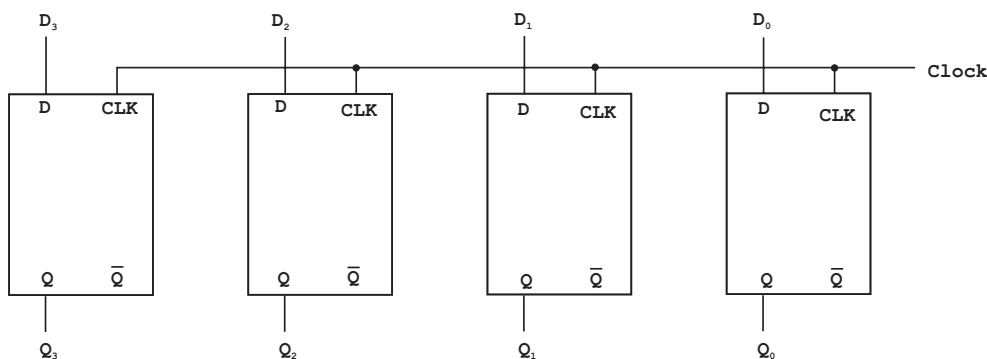 D₃ D₂ D₁ D₀
Clock
D CLK D CLK D CLK D CLK
Q Q̅ Q Q̅ Q Q̅ Q Q̅
Q₃ Q₂ Q₁ Q₀